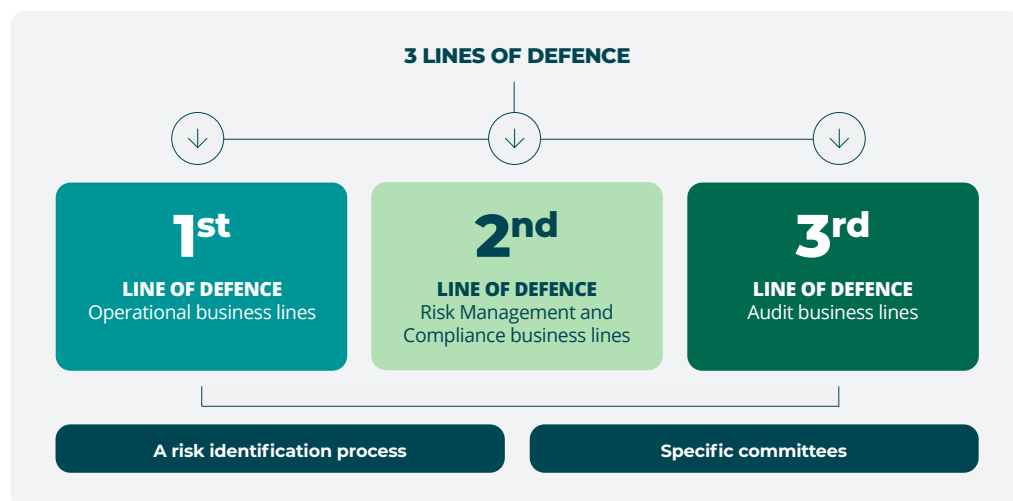 3 LINES OF DEFENCE
1st
LINE OF DEFENCE
Operational business lines
2nd
LINE OF DEFENCE
Risk Management and
Compliance business lines
3rd
LINE OF DEFENCE
Audit business lines
A risk identification process
Specific committees